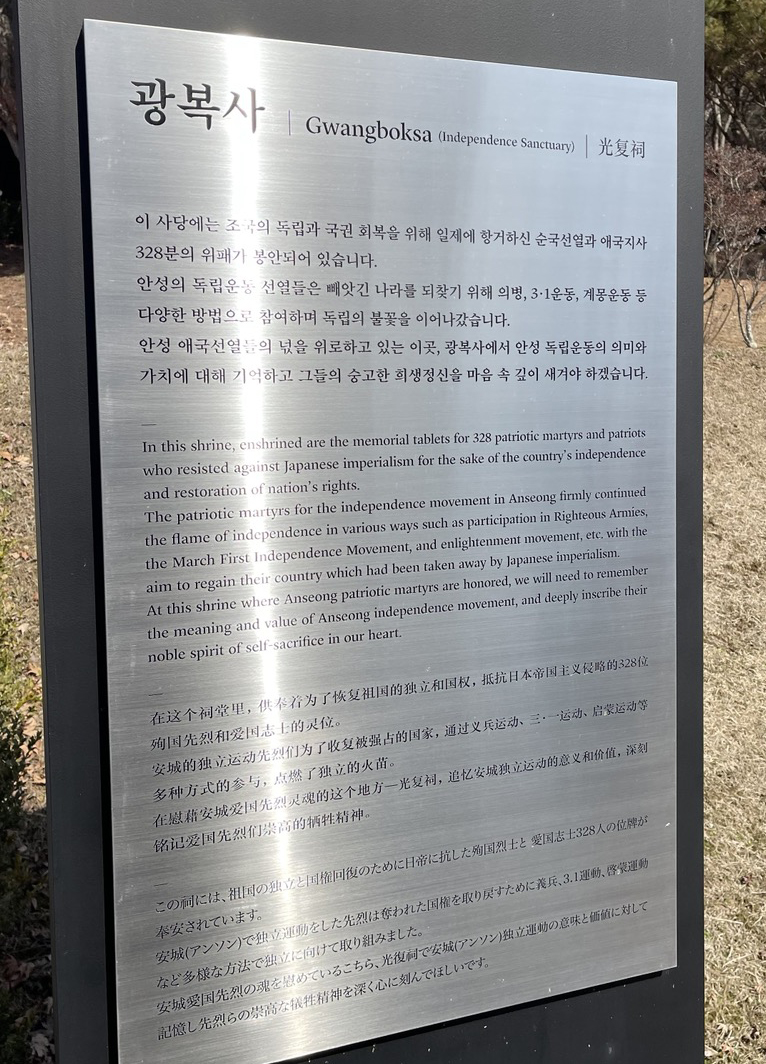 광복사 | Gwangboksa (Independence Sanctuary) | 光复祠
이 사당에는 조국의 독립과 국권 회복을 위해 일제에 항거하신 순국선열과 애국지사
328분의 위패가 봉안되어 있습니다.
안성의 독립운동 선열들은 빼앗긴 나라를 되찾기 위해 의병, 3·1운동, 계몽운동 등
다양한 방법으로 참여하며 독립의 불꽃을 이어나갔습니다.
안성 애국선열들의 넋을 위로하고 있는 이곳, 광복사에서 안성 독립운동의 의미와
가치에 대해 기억하고 그들의 숭고한 희생정신을 마음 속 깊이 새겨야 하겠습니다.
In this shrine, enshrined are the memorial tablets for 328 patriotic martyrs and patriots
who resisted against Japanese imperialism for the sake of the country's independence
and restoration of nation's rights.
The patriotic martyrs for the independence movement in Anseong firmly continued
the flame of independence in various ways such as participation in Righteous Armies,
the March First Independence Movement, and enlightenment movement, etc. with the
aim to regain their country which had been taken away by Japanese imperialism.
At this shrine where Anseong patriotic martyrs are honored, we will need to remember
the meaning and value of Anseong independence movement, and deeply inscribe their
noble spirit of self-sacrifice in our heart.
在这个祠堂里，供奉着为了恢复祖国的独立和国权，抵抗日本帝国主义侵略的328位
殉国先烈和爱国志士的灵位。
安城的独立运动先烈们为了收复被强占的国家，通过义兵运动、三·一运动、启蒙运动等
多种方式的参与，点燃了独立的火苗。
在慰藉安城爱国先烈灵魂的这个地方—光复祠，追忆安城独立运动的意义和价值，深刻
铭记爱国先烈们崇高的牺牲精神。
この祠には、祖国の独立と国権回復のために日帝に抗した殉国烈士と 愛国志士328人の位牌が
奉安されています。
安城(アンソン)で独立運動をした先烈は奪われた国権を取り戻すために義兵、3.1運動、啓蒙運動
など多様な方法で独立に向けて取り組みました。
安城愛国先烈の魂を慰めているこちら、光復祠で安城(アンソン)独立運動の意味と価値に対して
記憶し先烈らの崇高な犠牲精神を深く心に刻んでほしいです。